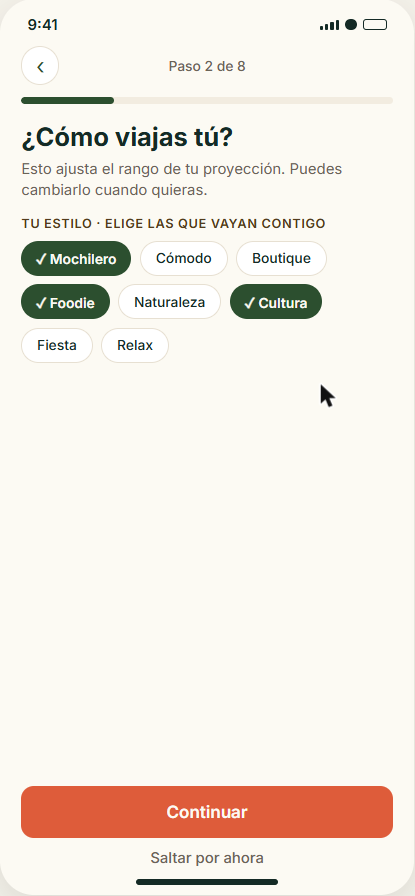 9:41
Paso 2 de 8
¿Cómo viajas tú?
Esto ajusta el rango de tu proyección. Puedes
cambiarlo cuando quieras.
TU ESTILO · ELIGE LAS QUE VAYAN CONTIGO
✓ Mochilero Cómodo Boutique
✓ Foodie Naturaleza ✓ Cultura
Fiesta Relax
Continuar
Saltar por ahora